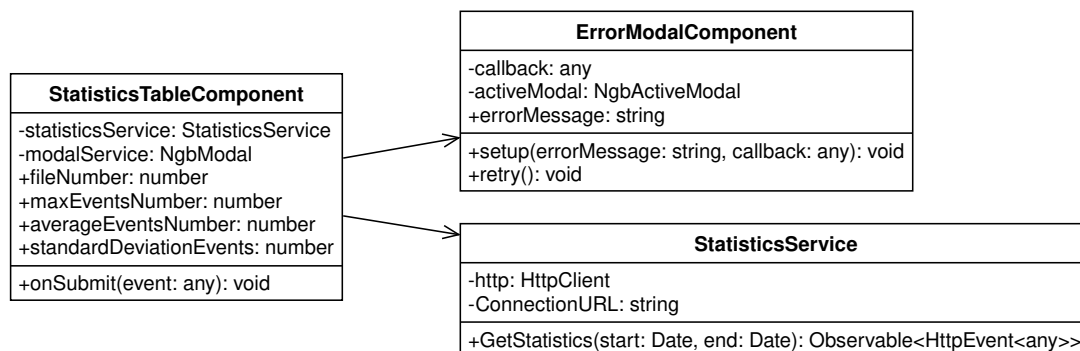 StatisticsTableComponent
-statisticsService: StatisticsService
-modalService: NgbModal
+fileNumber: number
+maxEventsNumber: number
+averageEventsNumber: number
+standardDeviationEvents: number
+onSubmit(event: any): void
ErrorModalComponent
-callback: any
-activeModal: NgbActiveModal
+errorMessage: string
+setup(errorMessage: string, callback: any): void
+retry(): void
StatisticsService
-http: HttpClient
-ConnectionURL: string
+GetStatistics(start: Date, end: Date): Observable<HttpEvent<any>>